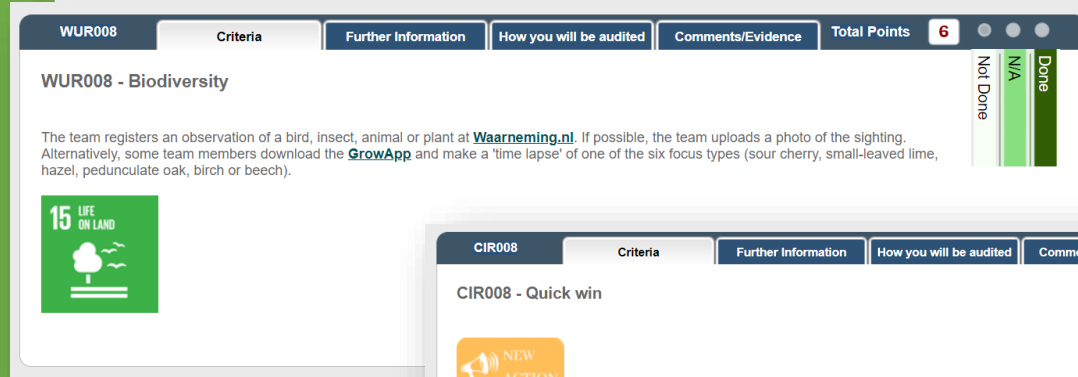 WUR008 Criteria Further Information How you will be audited Comments/Evidence Total Points 6
Not Done
N/A
Done
WUR008 - Biodiversity
The team registers an observation of a bird, insect, animal or plant at Waarneming.nl. If possible, the team uploads a photo of the sighting.
Alternatively, some team members download the GrowApp and make a 'time lapse' of one of the six focus types (sour cherry, small-leaved lime,
hazel, pedunculate oak, birch or beech).
15 LIFE
ON LAND
CIR008 Criteria Further Information How you will be audited Comme
CIR008 - Quick win
NEW
ACTION